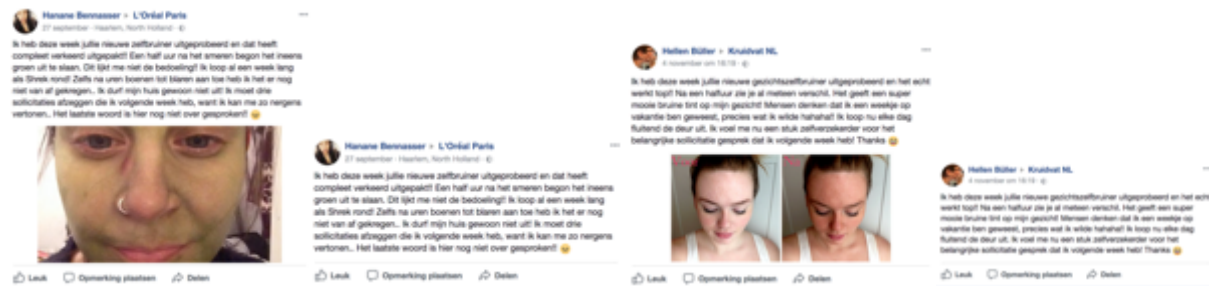 Hanane Bennasser ▸ L'Oréal Paris
27 september · Haarlem, North Holland ·
Ik heb deze week jullie nieuwe zelfbruiner uitgeprobeerd en dat heeft
compleet verkeerd uitgepakt!! Een half uur na het smeren begon het ineens
groen uit te slaan. Dit lijkt me niet de bedoeling!! Ik loop al een week lang
als Shrek rond! Zelfs na uren boenen tot blaren aan toe heb ik het er nog
niet van af gekregen.. Ik durf mijn huis gewoon niet uit! Ik moet drie
sollicitaties afzeggen die ik volgende week heb, want ik kan me zo nergens
vertonen.. Het laatste woord is hier nog niet over gesproken!!
Leuk Opmerking plaatsen Delen
Hanane Bennasser ▸ L'Oréal Paris
27 september · Haarlem, North Holland ·
Ik heb deze week jullie nieuwe zelfbruiner uitgeprobeerd en dat heeft
compleet verkeerd uitgepakt!! Een half uur na het smeren begon het ineens
groen uit te slaan. Dit lijkt me niet de bedoeling!! Ik loop al een week lang
als Shrek rond! Zelfs na uren boenen tot blaren aan toe heb ik het er nog
niet van af gekregen.. Ik durf mijn huis gewoon niet uit! Ik moet drie
sollicitaties afzeggen die ik volgende week heb, want ik kan me zo nergens
vertonen.. Het laatste woord is hier nog niet over gesproken!!
Leuk Opmerking plaatsen Delen
Hellen Büller ▸ Kruidvat NL
4 november om 18:18 ·
Ik heb deze week jullie nieuwe gezichtszelfbruiner uitgeprobeerd en het echt
werkt top!! Na een halfuur zie je al meteen verschil. Het geeft een super
mooie bruine tint op mijn gezicht! Mensen denken dat ik een weekje op
vakantie ben geweest, precies wat ik wilde hahaha!! Ik loop nu elke dag
fluitend de deur uit. Ik voel me nu een stuk zelfverzekerder voor het
belangrijke sollicitatie gesprek dat ik volgende week heb! Thanks
Leuk Opmerking plaatsen Delen
Hellen Büller ▸ Kruidvat NL
4 november om 18:18 ·
Ik heb deze week jullie nieuwe gezichtszelfbruiner uitgeprobeerd en het echt
werkt top!! Na een halfuur zie je al meteen verschil. Het geeft een super
mooie bruine tint op mijn gezicht! Mensen denken dat ik een weekje op
vakantie ben geweest, precies wat ik wilde hahaha!! Ik loop nu elke dag
fluitend de deur uit. Ik voel me nu een stuk zelfverzekerder voor het
belangrijke sollicitatie gesprek dat ik volgende week heb! Thanks
Leuk Opmerking plaatsen Delen